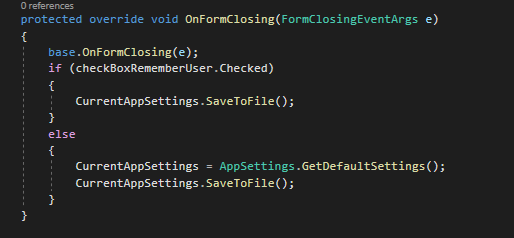 0 references
protected override void OnFormClosing(FormClosingEventArgs e)
{
    base.OnFormClosing(e);
    if (checkBoxRememberUser.Checked)
    {
        CurrentAppSettings.SaveToFile();
    }
    else
    {
        CurrentAppSettings = AppSettings.GetDefaultSettings();
        CurrentAppSettings.SaveToFile();
    }
}